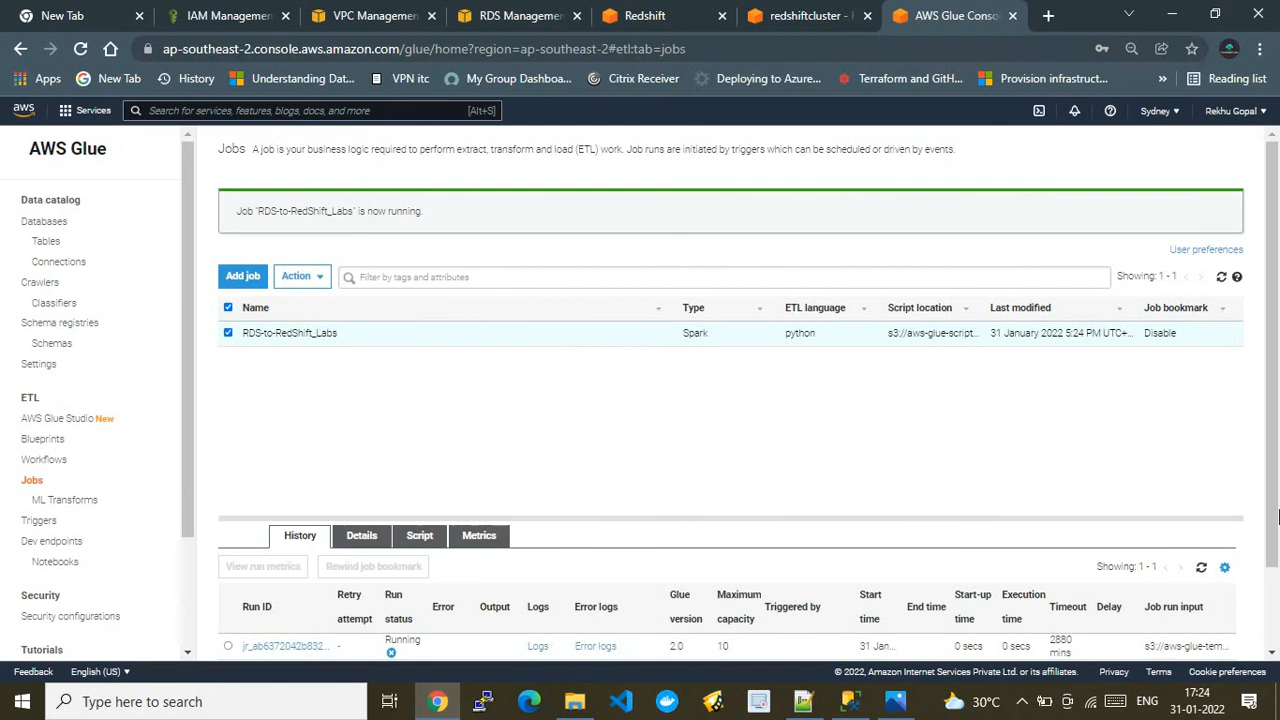 New Tab
IAM Managemen
VPC Managemen
RDS Managemen
Redshift
redshiftcluster - 
AWS Glue Conso
ap-southeast-2.console.aws.amazon.com/glue/home?region=ap-southeast-2#etl:tab=jobs
Apps
New Tab
History
Understanding Dat...
VPN itc
My Group Dashboa...
Citrix Receiver
Deploying to Azure...
Terraform and GitH...
Provision infrastruct...
»
Reading list
aws
Services
Search for services, features, blogs, docs, and more
[Alt+S]
Sydney
Rekhu Gopal
AWS Glue
Data catalog
Databases
Tables
Connections
Crawlers
Classifiers
Schema registries
Schemas
Settings
ETL
AWS Glue Studio New
Blueprints
Workflows
Jobs
ML Transforms
Triggers
Dev endpoints
Notebooks
Security
Security configurations
Tutorials
Jobs A job is your business logic required to perform extract, transform and load (ETL) work. Job runs are initiated by triggers which can be scheduled or driven by events.
Job "RDS-to-RedShift_Labs" is now running.
User preferences
Add job
Action
Filter by tags and attributes
Showing: 1 - 1
Name
Type
ETL language
Script location
Last modified
Job bookmark
RDS-to-RedShift_Labs
Spark
python
s3://aws-glue-script...
31 January 2022 5:24 PM UTC+...
Disable
History
Details
Script
Metrics
View run metrics
Rewind job bookmark
Showing: 1 - 1
Run ID
Retry attempt
Run status
Error
Output
Logs
Error logs
Glue version
Maximum capacity
Triggered by
Start time
End time
Start-up time
Execution time
Timeout
Delay
Job run input
jr_ab6372042b832...
-
Running
Logs
Error logs
2.0
10
31 Jan...
0 secs
0 secs
2880 mins
s3://aws-glue-tem...
Feedback
English (US)
© 2022, Amazon Internet Services Private Ltd. or its affiliates.
Privacy
Terms
Cookie preferences
Type here to search
30°C
ENG
17:24
31-01-2022